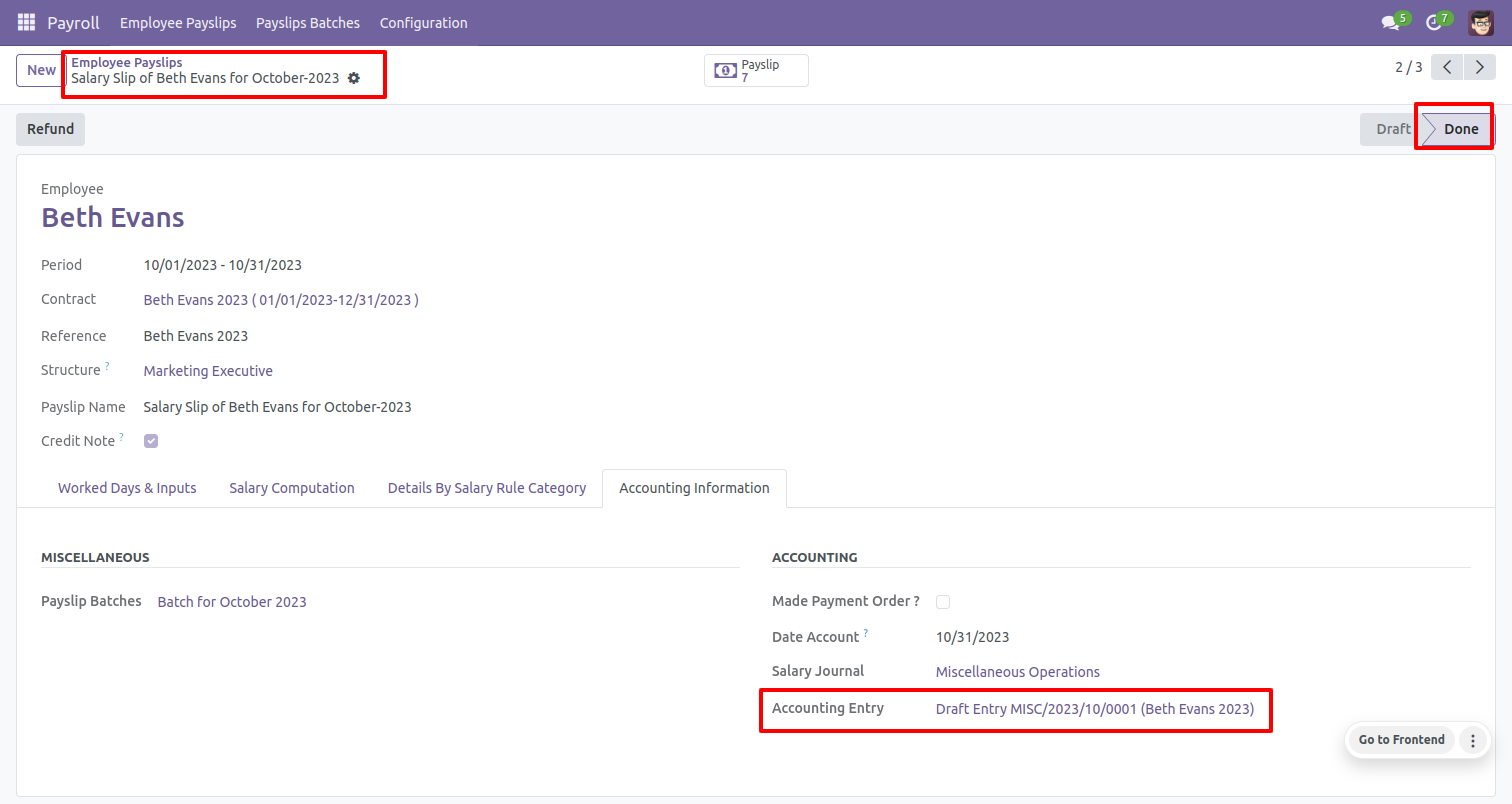 Payroll Employee Payslips Payslips Batches Configuration 5 7
New Employee Payslips
Salary Slip of Beth Evans for October-2023
Payslip
7
2 / 3
Refund
Draft Done
Employee
Beth Evans
Period 10/01/2023 - 10/31/2023
Contract Beth Evans 2023 ( 01/01/2023-12/31/2023 )
Reference Beth Evans 2023
Structure ? Marketing Executive
Payslip Name Salary Slip of Beth Evans for October-2023
Credit Note ?
Worked Days & Inputs Salary Computation Details By Salary Rule Category Accounting Information
MISCELLANEOUS
Payslip Batches Batch for October 2023
ACCOUNTING
Made Payment Order ?
Date Account ? 10/31/2023
Salary Journal Miscellaneous Operations
Accounting Entry Draft Entry MISC/2023/10/0001 (Beth Evans 2023)
Go to Frontend